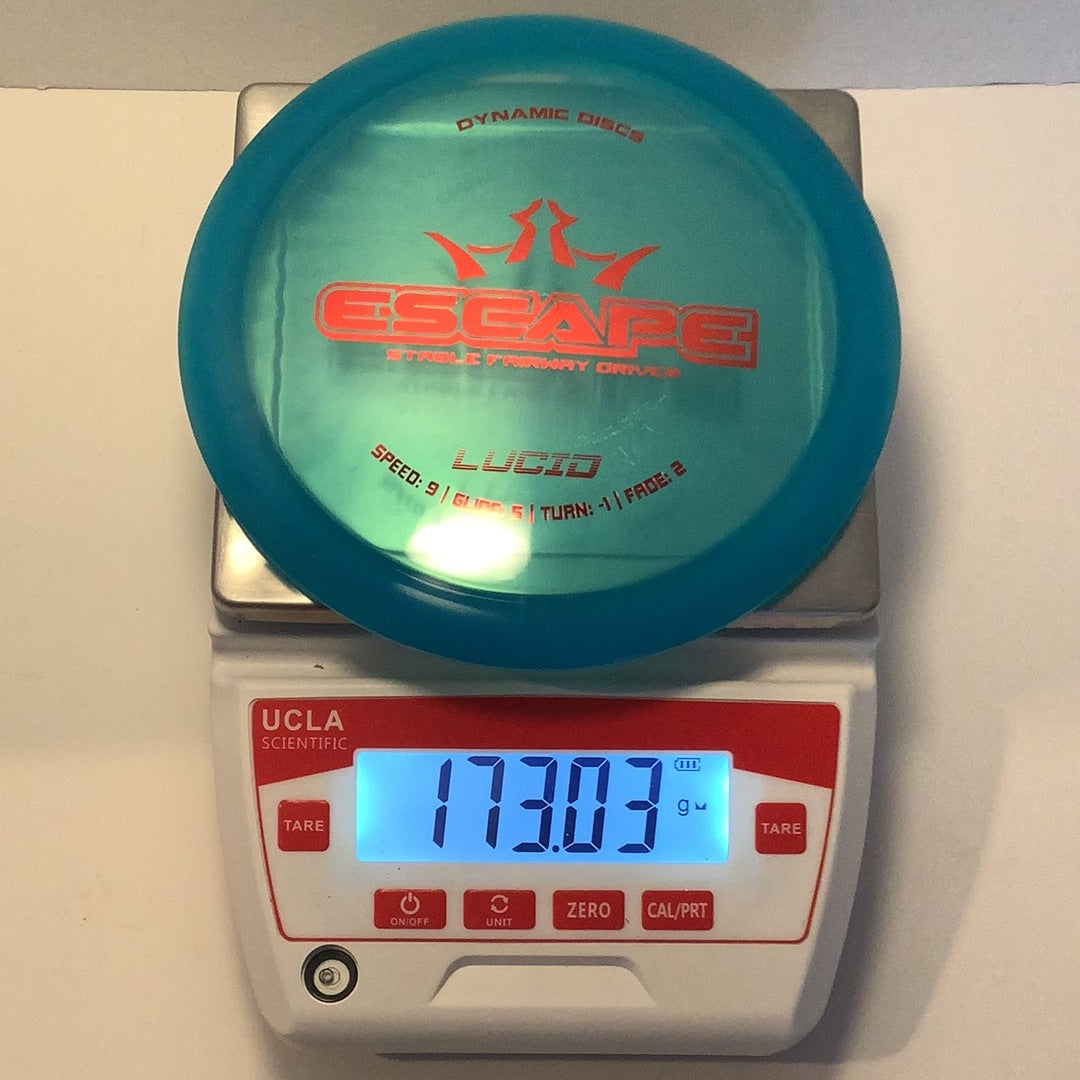 DYNAMIC DISCS
ESCAPE
STABLE FAIRWAY DRIVER
LUCID
SPEED: 9 | GLIDE: 5 | TURN: -1 | FADE: 2
UCLA
SCIENTIFIC
173.03
g
TARE
TARE
ON/OFF
UNIT
ZERO
CAL/PRT